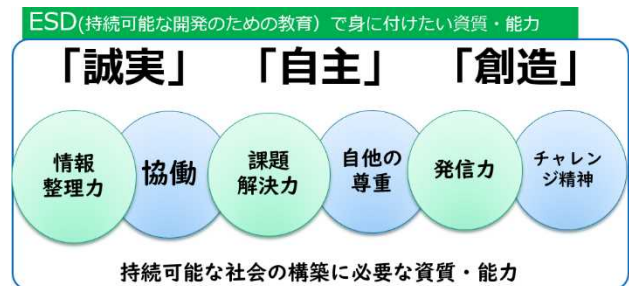 ESD(持続可能な開発のための教育)で身に付けたい資質・能力
「誠実」 「自主」 「創造」
情報
整理力
協働
課題
解決力
自他の
尊重
発信力
チャレン
ジ精神
持続可能な社会の構築に必要な資質・能力